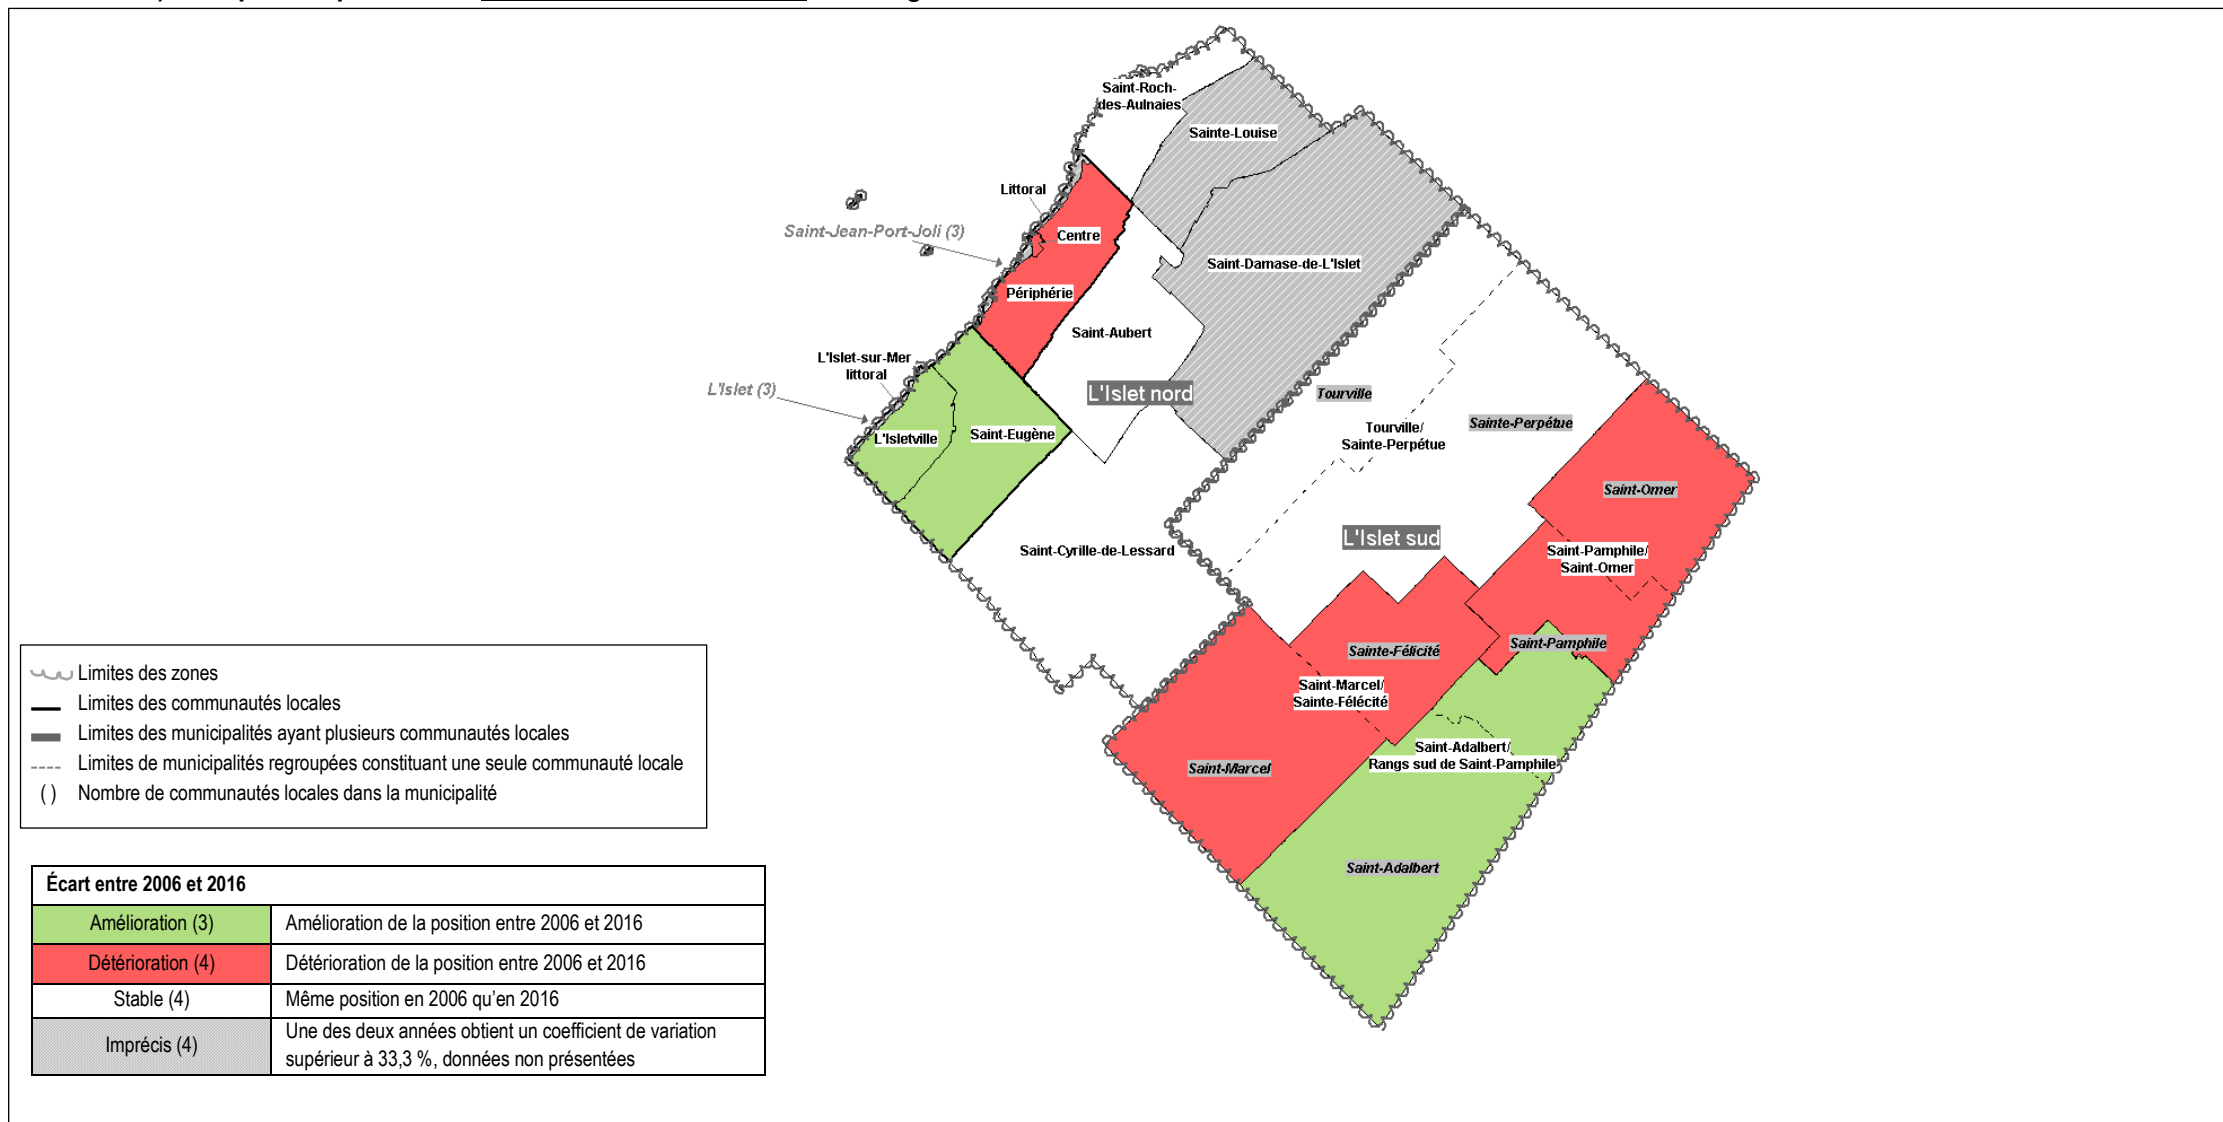 Saint-Roch-
des-Aulnaies
Sainte-Louise
Littoral
Saint-Jean-Port-Joli (3)
Centre
Saint-Damase-de-L'Islet
Périphérie
Saint-Aubert
L'Islet-sur-Mer
littoral
L'Islet (3)
L'Islet nord
Tourville
Tourville/
Sainte-Perpétue
Sainte-Perpétue
L'Isletville
Saint-Eugène
Saint-Omer
L'Islet sud
Saint-Cyrille-de-Lessard
Saint-Pamphile/
Saint-Omer
Sainte-Félicité
Saint-Pamphile
Saint-Marcel/
Sainte-Félécité
Saint-Adalbert/
Rangs sud de Saint-Pamphile
Saint-Marcel
Saint-Adalbert
Limites des zones
Limites des communautés locales
Limites des municipalités ayant plusieurs communautés locales
Limites de municipalités regroupées constituant une seule communauté locale
( ) Nombre de communautés locales dans la municipalité
Écart entre 2006 et 2016
Amélioration (3) Amélioration de la position entre 2006 et 2016
Détérioration (4) Détérioration de la position entre 2006 et 2016
Stable (4) Même position en 2006 qu'en 2016
Imprécis (4) Une des deux années obtient un coefficient de variation
supérieur à 33,3 %, données non présentées